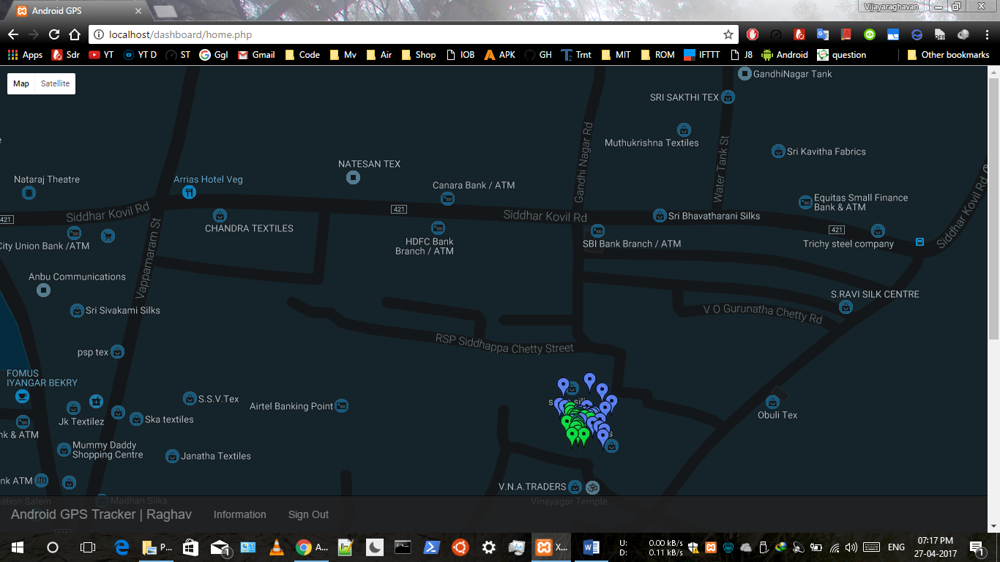 Android GPS
Vijayaraghavan
localhost/dashboard/home.php
Apps
Sdr
YT
YT D
ST
Ggl
Gmail
Code
Mv
Air
Shop
IOB
APK
GH
Trnt
MIT
ROM
IFTTT
J8
Android
question
Other bookmarks
Map
Satellite
GandhiNagar Tank
SRI SAKTHI TEX
Muthukrishna Textiles
Sri Kavitha Fabrics
Gandhi Nagar Rd
Water Tank St
NATESAN TEX
Nataraj Theatre
Arrias Hotel Veg
Canara Bank / ATM
Equitas Small Finance
Bank & ATM
Siddhar Kovil Rd
421
Siddhar Kovil Rd
421
Siddhar Kovil Rd
Sri Bhavatharani Silks
421
CHANDRA TEXTILES
HDFC Bank
Branch / ATM
SBI Bank Branch / ATM
Trichy steel company
City Union Bank /ATM
Vappamaram St
Anbu Communications
Sri Sivakami Silks
S.RAVI SILK CENTRE
V O Gurunatha Chetty Rd
RSP Siddhappa Chetty Street
psp tex
FOMUS
IYANGAR BEKRY
S.S.V.Tex
Airtel Banking Point
Obuli Tex
Jk Textilez
Ska textiles
nk & ATM
Mummy Daddy
Shopping Centre
Janatha Textiles
nk ATM
ATM
V.N.A.TRADERS
Vinayagar Temple
ation Salem
Madhan Silks
Android GPS Tracker | Raghav
Information
Sign Out
P...
1
A...
X...
U: 0.00 kB/s
D: 0.11 kB/s
ENG
07:17 PM
27-04-2017
1